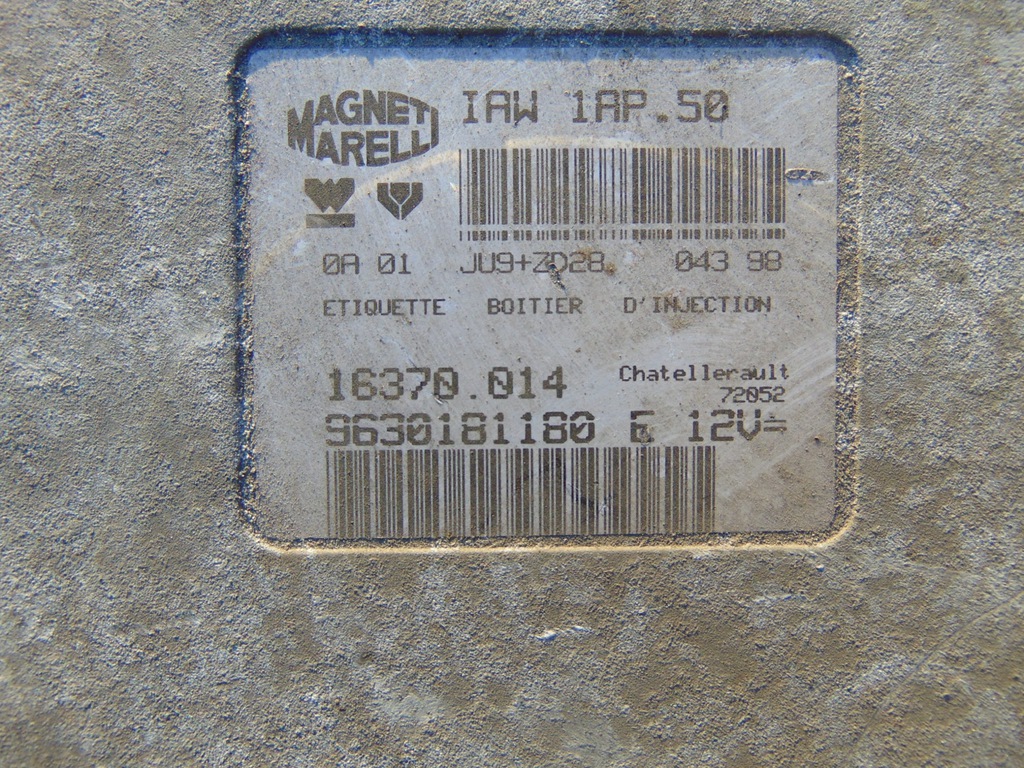 MAGNETI
MARELLI
IAW 1AP.50
0A 01 JU9+ZD28 043 98
ETIQUETTE BOITIER D'INJECTION
16370.014
Chatellerault
72052
9630181180 E 12V